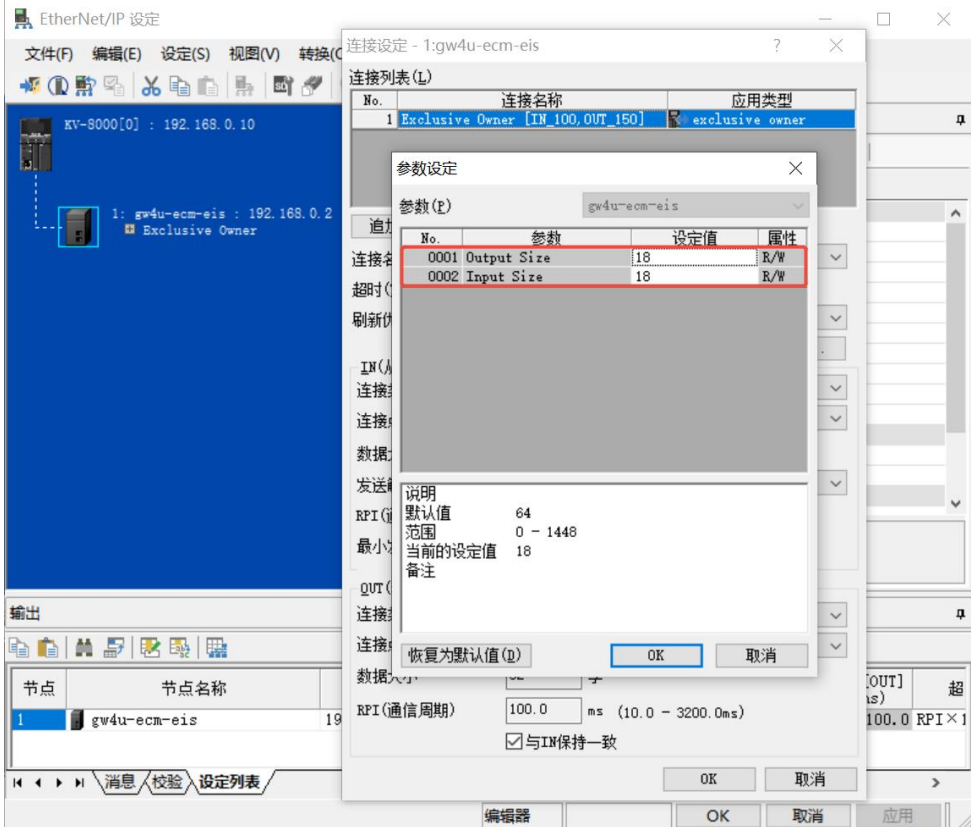 EtherNet/IP 设定
文件(F) 编辑(E) 设定(S) 视图(V) 转换(C
KV-8000[0] : 192.168.0.10
1: gw4u-ecm-eis : 192.168.0.2
Exclusive Owner
连接设定 - 1:gw4u-ecm-eis
连接列表(L)
No. 连接名称 应用类型
1 Exclusive Owner [IN_100,OUT_150] exclusive owner
参数设定
参数(P) gw4u-ecm-eis
No. 参数 设定值 属性
0001 Output Size 18 R/W
0002 Input Size 18 R/W
说明
默认值 64
范围 0 - 1448
当前的设定值 18
备注
恢复为默认值(D) OK 取消
连接
超时(
刷新
IN(
连接
连接
数据
发送
RPI(
最小
OUT(
连接
连接
数据大小
RPI(通信周期) 100.0 ms (10.0 - 3200.0ms)
与IN保持一致
OK 取消
输出
节点 节点名称
1 gw4u-ecm-eis 19
[OUT] 超
100.0 RPI×1
消息 校验 设定列表
编辑器 OK 取消 应用